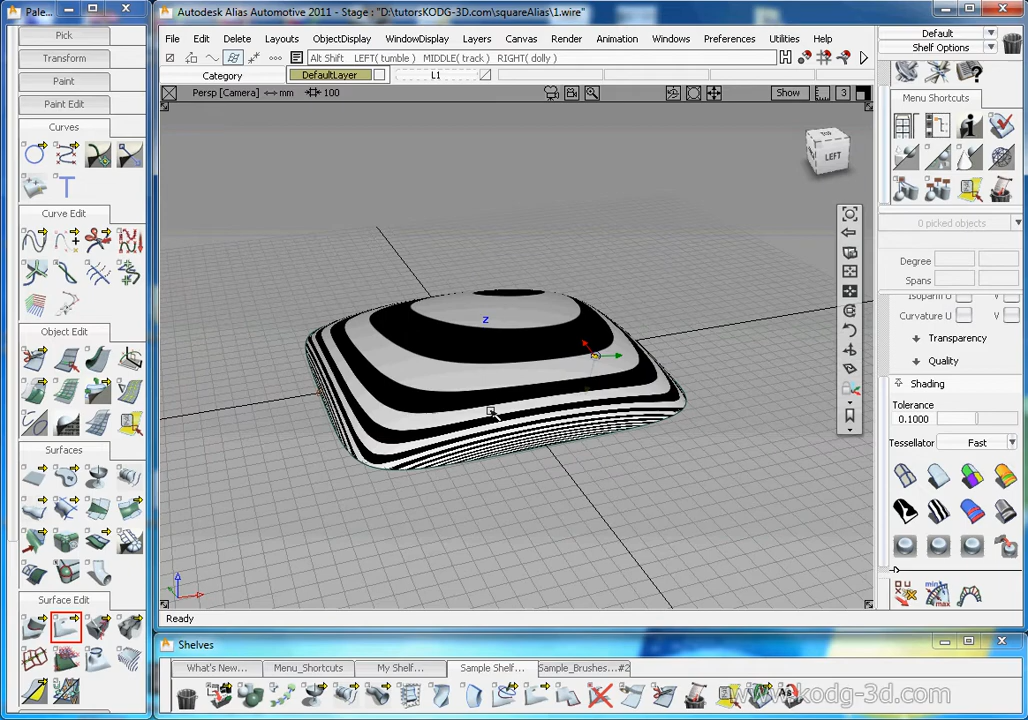 Pale...
Autodesk Alias Automotive 2011 - Stage : "D:\tutorsKODG-3D.com\squareAlias\1.wire"
Default
Shelf Options
Pick
Transform
Paint
Paint Edit
Curves
Curve Edit
Object Edit
Surfaces
Surface Edit
File Edit Delete Layouts ObjectDisplay WindowDisplay Layers Canvas Render Animation Windows Preferences Utilities Help
Alt Shift LEFT( tumble ) MIDDLE( track ) RIGHT( dolly )
Category DefaultLayer L1
Persp [Camera] mm 100 Show 3
LEFT
Z
Menu Shortcuts
0 picked objects
Degree
Spans
Isoparm U V
Curvature U V
Transparency
Quality
Shading
Tolerance
0.1000
Tessellator Fast
Ready
Shelves
What's New... Menu_Shortcuts My Shelf... Sample Shelf... Sample_Brushes...#2
www.kodg-3d.com